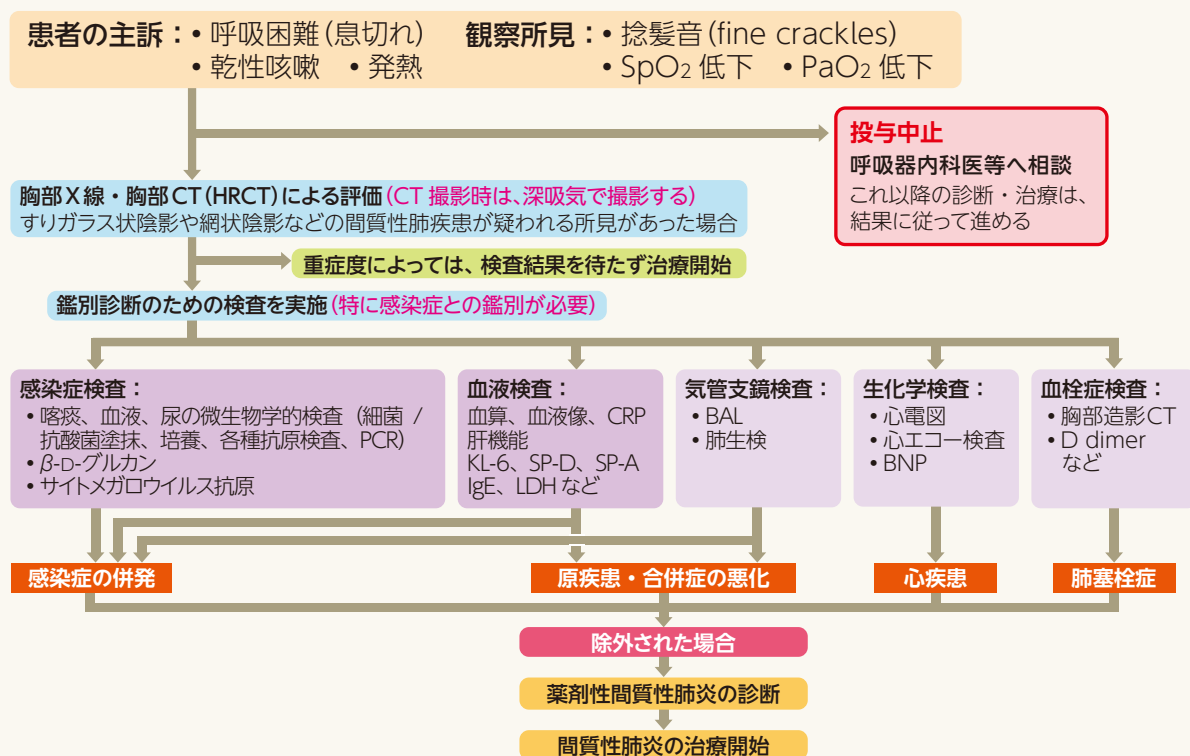 患者の主訴：• 呼吸困難（息切れ）
• 乾性咳嗽 • 発熱
観察所見：• 捻髪音（fine crackles）
• SpO₂ 低下 • PaO₂ 低下
投与中止
呼吸器内科医等へ相談
これ以降の診断・治療は、
結果に従って進める
胸部X線・胸部CT（HRCT）による評価（CT 撮影時は、深吸気で撮影する）
すりガラス状陰影や網状陰影などの間質性肺疾患が疑われる所見があった場合
重症度によっては、検査結果を待たず治療開始
鑑別診断のための検査を実施（特に感染症との鑑別が必要）
感染症検査：
• 喀痰、血液、尿の微生物学的検査（細菌 /
抗酸菌塗抹、培養、各種抗原検査、PCR）
• β-D-グルカン
• サイトメガロウイルス抗原
血液検査：
血算、血液像、CRP
肝機能
KL-6、SP-D、SP-A
IgE、LDH など
気管支鏡検査：
• BAL
• 肺生検
生化学検査：
• 心電図
• 心エコー検査
• BNP
血栓症検査：
• 胸部造影CT
• D dimer
など
感染症の併発
原疾患・合併症の悪化
心疾患
肺塞栓症
除外された場合
薬剤性間質性肺炎の診断
間質性肺炎の治療開始